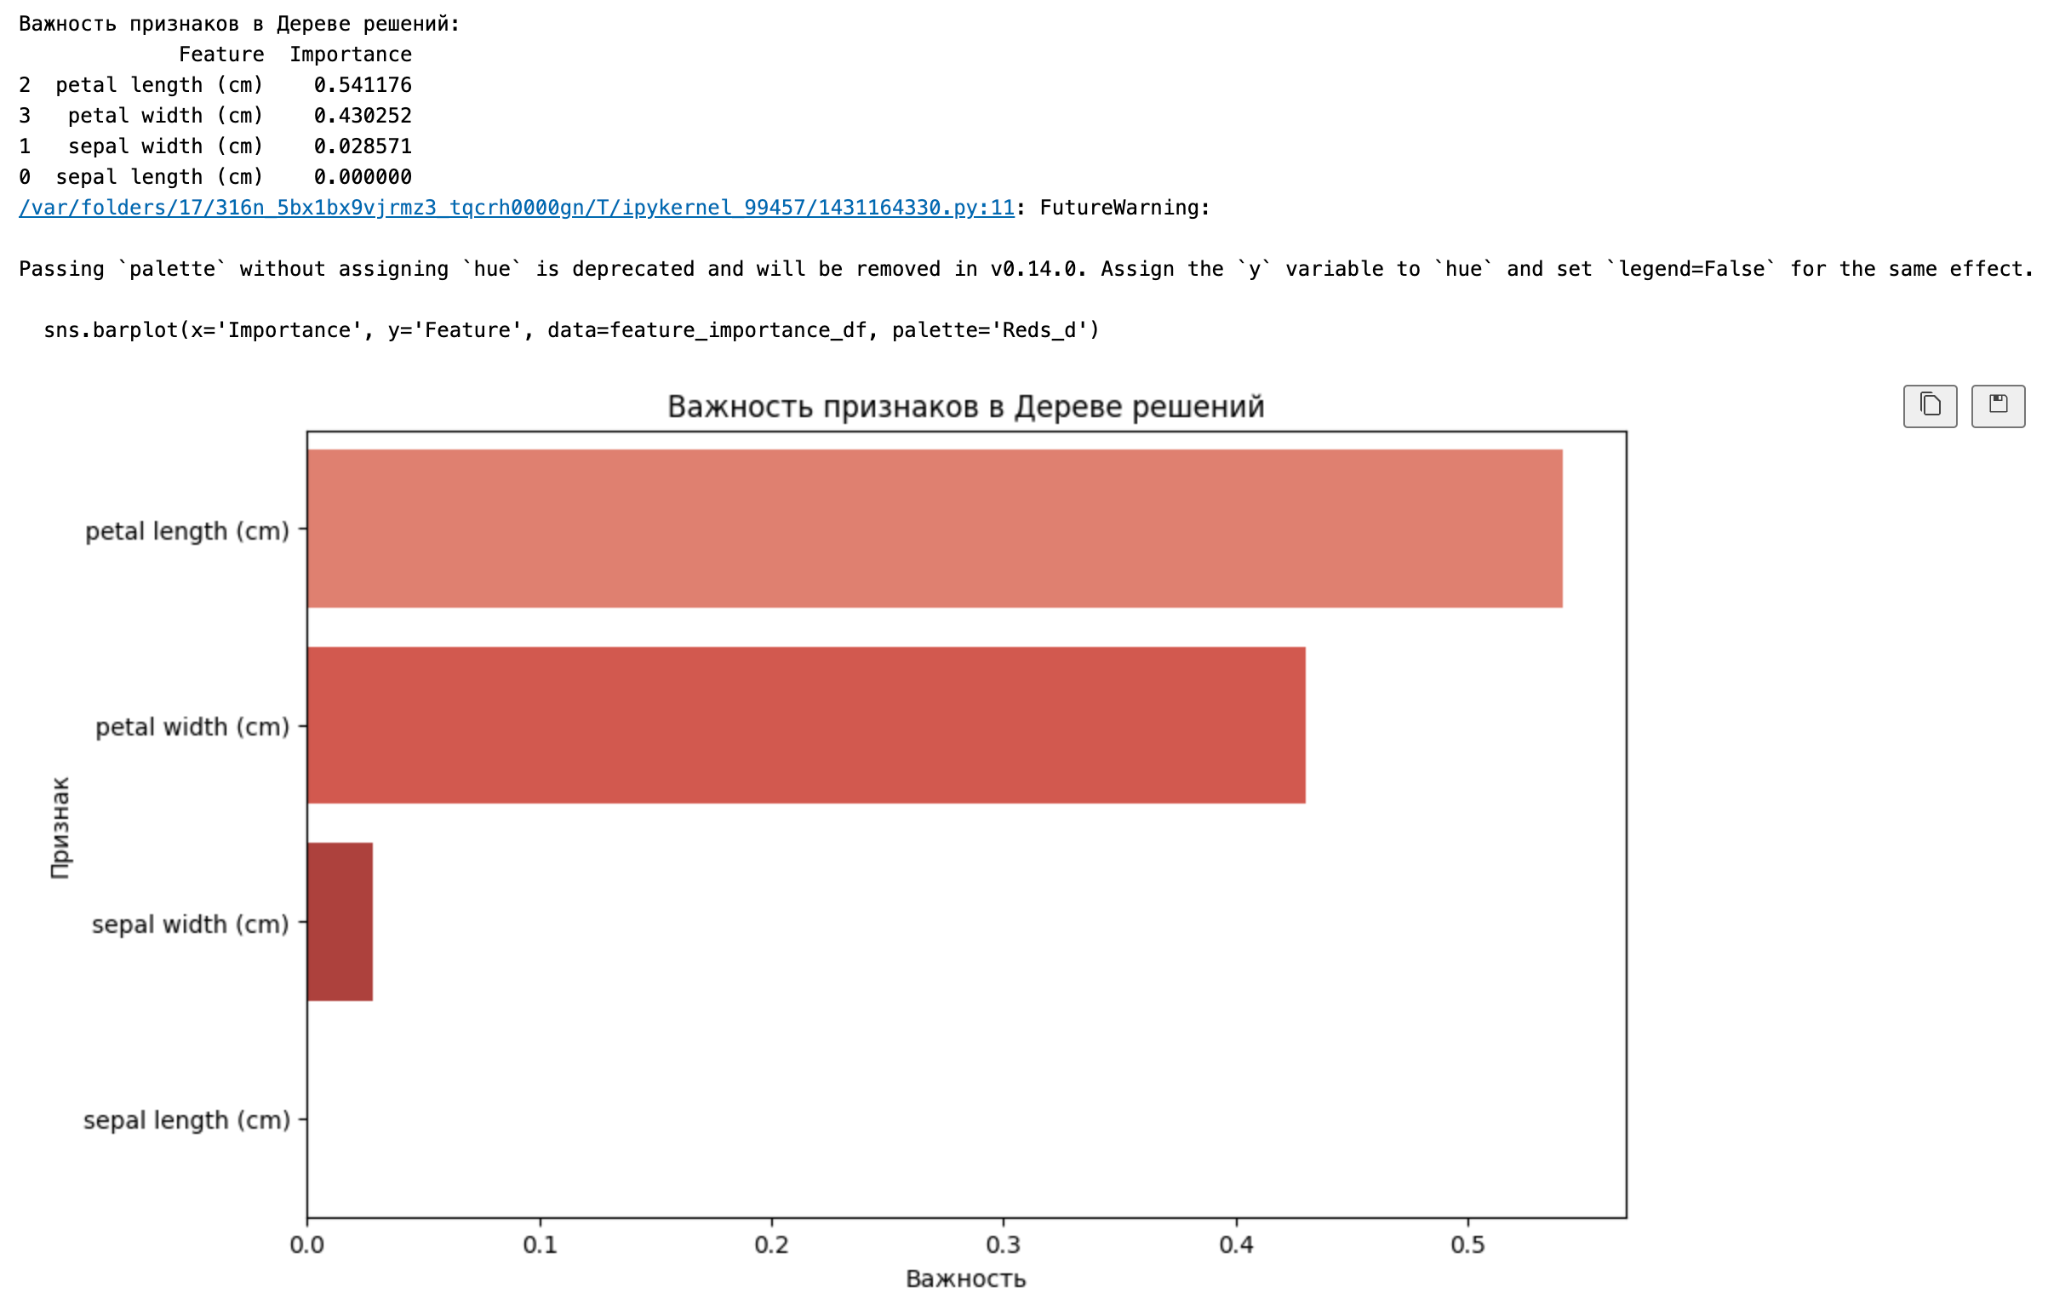 Важность признаков в Дереве решений:
Feature Importance
2 petal length (cm) 0.541176
3 petal width (cm) 0.430252
1 sepal width (cm) 0.028571
0 sepal length (cm) 0.000000
/var/folders/17/316n_5bx1bx9vjrmz3_tqcrh0000gn/T/ipykernel_99457/1431164330.py:11: FutureWarning:
Passing `palette` without assigning `hue` is deprecated and will be removed in v0.14.0. Assign the `y` variable to `hue` and set `legend=False` for the same effect.
sns.barplot(x='Importance', y='Feature', data=feature_importance_df, palette='Reds_d')
Важность признаков в Дереве решений
petal length (cm)
petal width (cm)
Признак
sepal width (cm)
sepal length (cm)
0.0 0.1 0.2 0.3 0.4 0.5
Важность